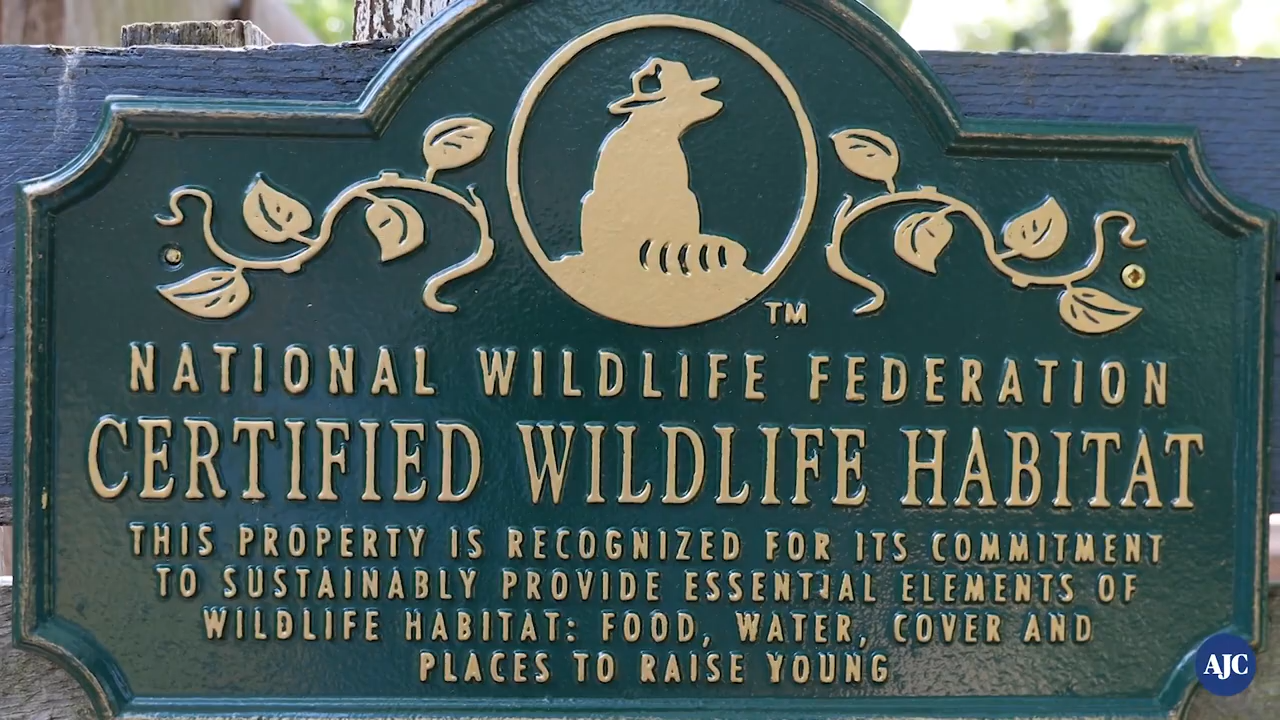 TM
NATIONAL WILDLIFE FEDERATION
CERTIFIED WILDLIFE HABITAT
THIS PROPERTY IS RECOGNIZED FOR ITS COMMITMENT
TO SUSTAINABLY PROVIDE ESSENTIAL ELEMENTS OF
WILDLIFE HABITAT: FOOD, WATER, COVER AND
PLACES TO RAISE YOUNG
AJC